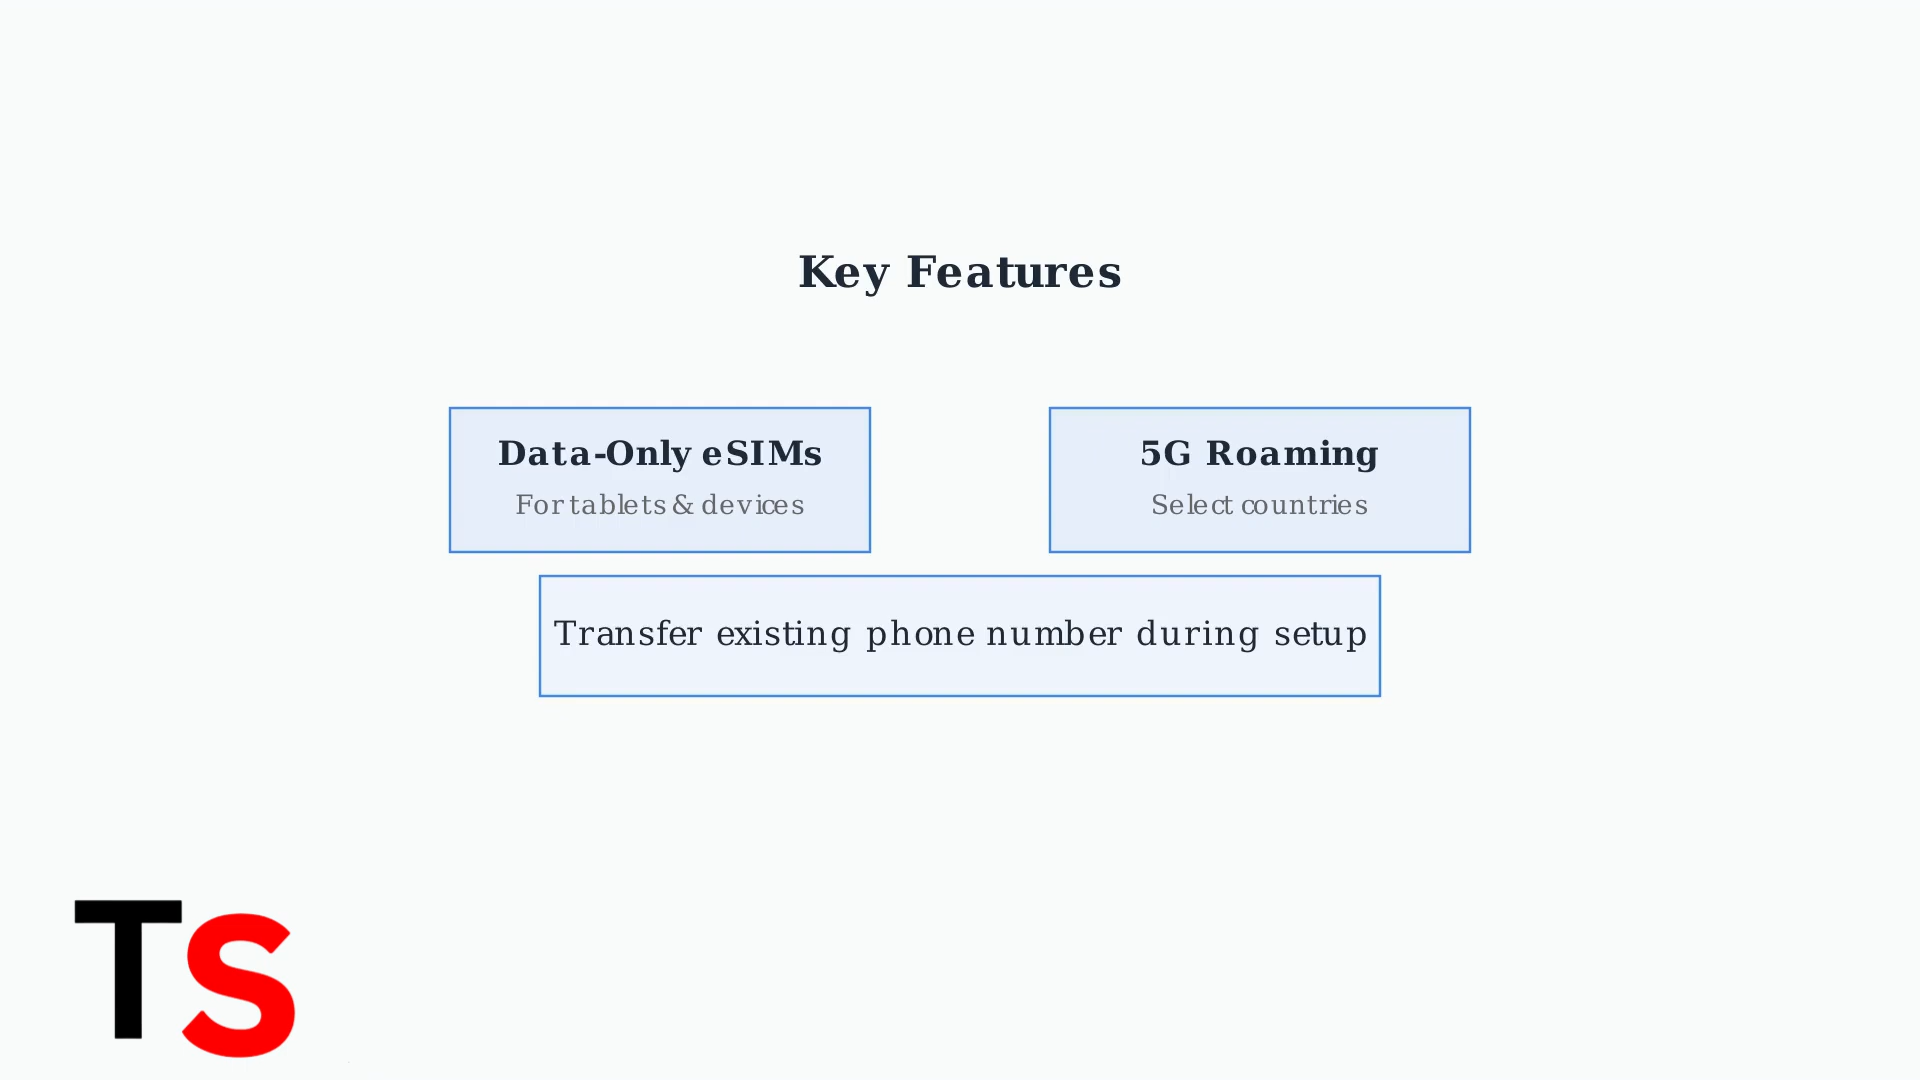 Key Features
Data-Only eSIMs
For tablets & devices
5G Roaming
Select countries
Transfer existing phone number during setup
TS